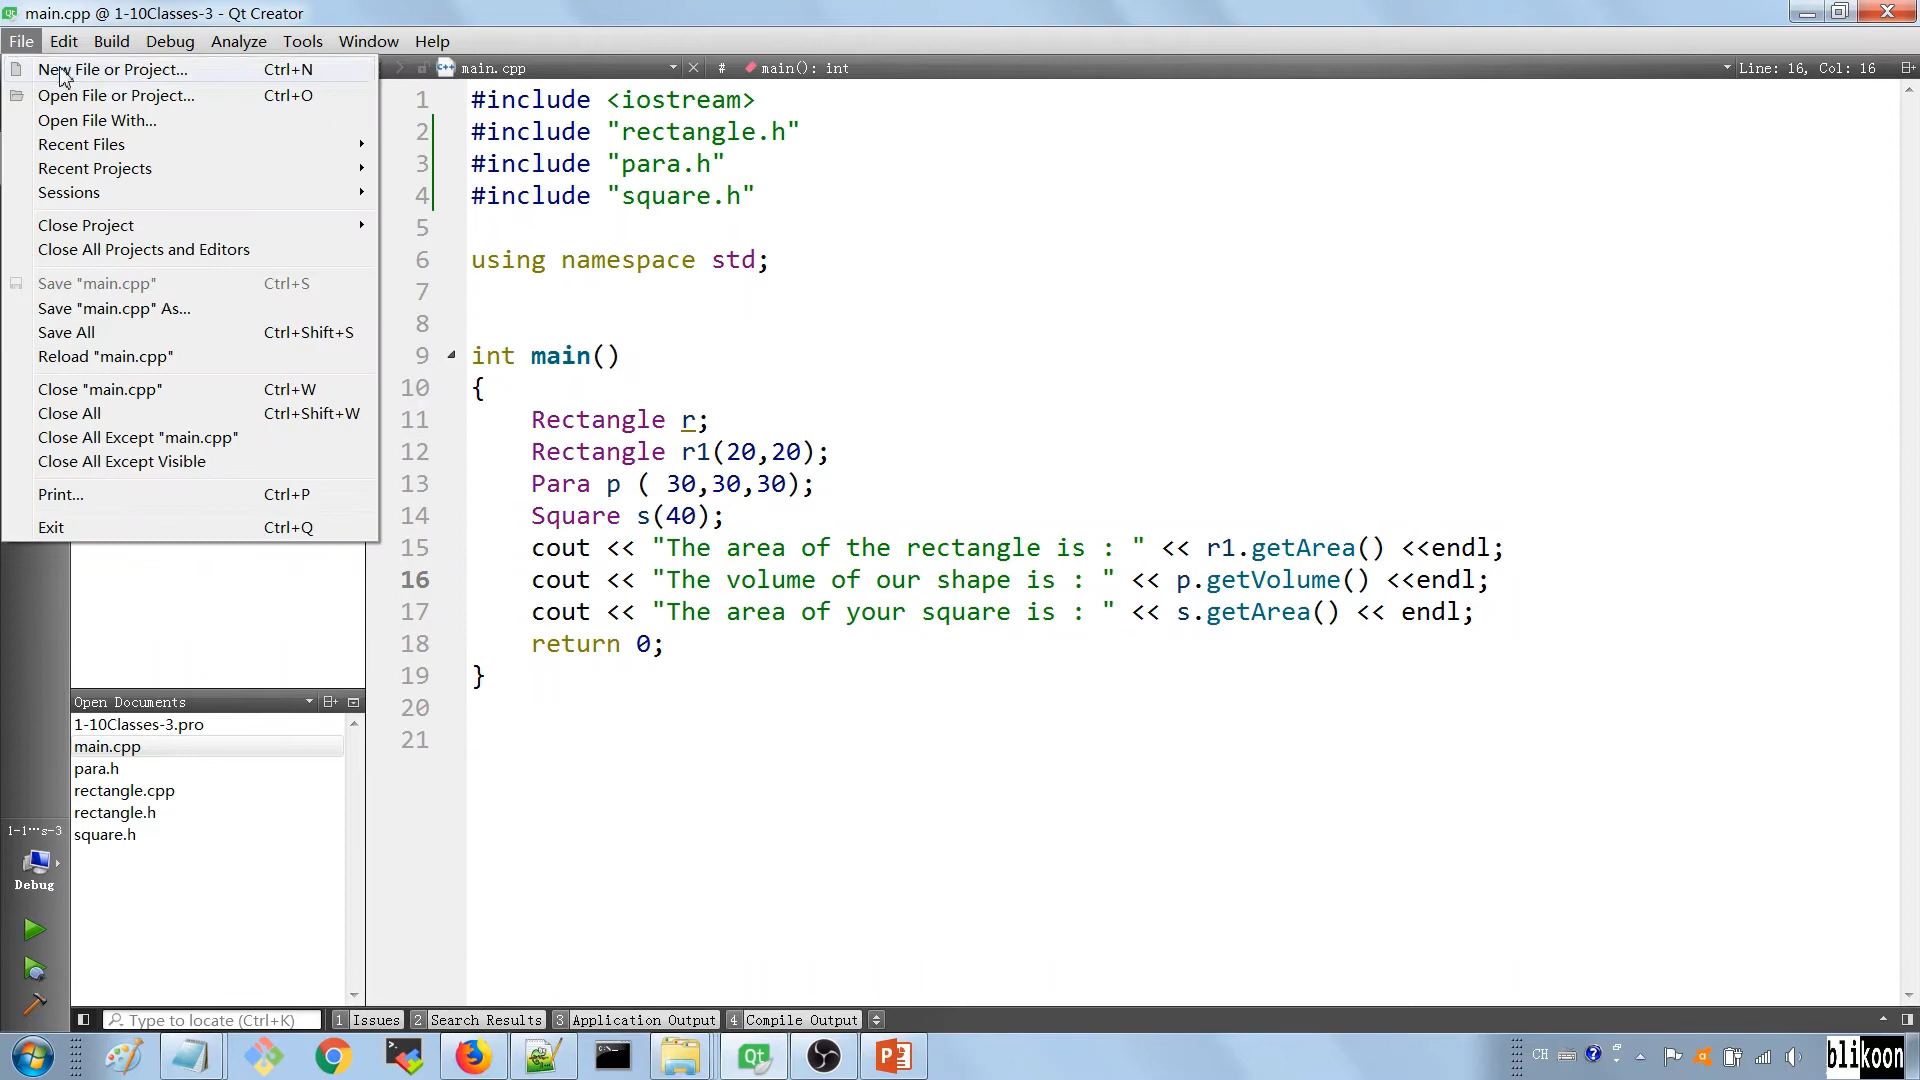 main.cpp @ 1-10Classes-3 - Qt Creator
File Edit Build Debug Analyze Tools Window Help
New File or Project... Ctrl+N
Open File or Project... Ctrl+O
Open File With...
Recent Files
Recent Projects
Sessions
Close Project
Close All Projects and Editors
Save "main.cpp" Ctrl+S
Save "main.cpp" As...
Save All Ctrl+Shift+S
Reload "main.cpp"
Close "main.cpp" Ctrl+W
Close All Ctrl+Shift+W
Close All Except "main.cpp"
Close All Except Visible
Print... Ctrl+P
Exit Ctrl+Q
main.cpp # main(): int Line: 16, Col: 16
1 #include <iostream>
2 #include "rectangle.h"
3 #include "para.h"
4 #include "square.h"
5
6 using namespace std;
7
8
9 int main()
10 {
11 Rectangle r;
12 Rectangle r1(20,20);
13 Para p ( 30,30,30);
14 Square s(40);
15 cout << "The area of the rectangle is : " << r1.getArea() <<endl;
16 cout << "The volume of our shape is : " << p.getVolume() <<endl;
17 cout << "The area of your square is : " << s.getArea() << endl;
18 return 0;
19 }
20
21
Open Documents
1-10Classes-3.pro
main.cpp
para.h
rectangle.cpp
rectangle.h
square.h
1-1···s-3
Debug
Type to locate (Ctrl+K) 1 Issues 2 Search Results 3 Application Output 4 Compile Output
CH
blikoon